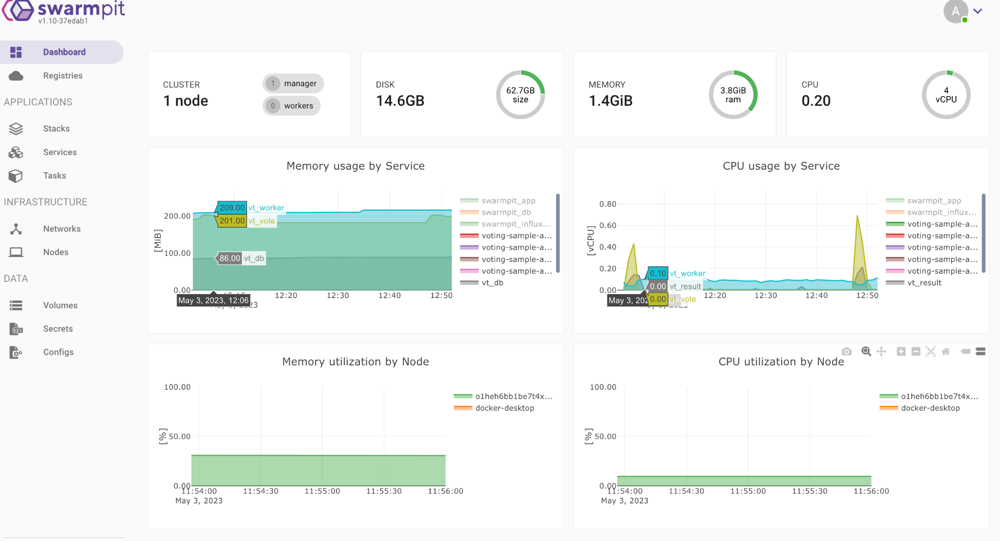 swarmpit
v1.10-37edab1
A
Dashboard
Registries
APPLICATIONS
Stacks
Services
Tasks
INFRASTRUCTURE
Networks
Nodes
DATA
Volumes
KEY
Secrets
Configs
CLUSTER
1 node
1 manager
0 workers
DISK
14.6GB
62.7GB
size
MEMORY
1.4GiB
3.8GiB
ram
CPU
0.20
4
vCPU
Memory usage by Service
[MiB]
200.00
100.00
0.00
209.00 vt_worker
201.00 vt_vote
86.00 vt_db
12:20 12:30 12:40 12:50
May 3, 2023, 12:06
swarmpit_app
swarmpit_db
swarmpit_influx...
voting-sample-a...
voting-sample-a...
voting-sample-a...
voting-sample-a...
vt_db
CPU usage by Service
[vCPU]
0.80
0.60
0.40
0.20
0.00
0.10 vt_worker
0.00 vt_result
0.00 vt_vote
12:20 12:30 12:40 12:50
May 3, 202
swarmpit_app
swarmpit_influx...
voting-sample-a...
voting-sample-a...
voting-sample-a...
voting-sample-a...
voting-sample-a...
vt_result
Memory utilization by Node
[%]
100.00
50.00
0.00
11:54:00 11:54:30 11:55:00 11:55:30 11:56:00
May 3, 2023
o1heh6bb1be7t4x...
docker-desktop
CPU utilization by Node
[%]
100.00
50.00
0.00
11:54:00 11:54:30 11:55:00 11:55:30 11:56:00
May 3, 2023
o1heh6bb1be7t4x...
docker-desktop